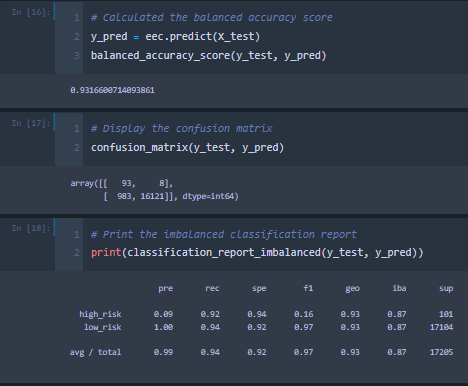 In [16]:
1 # Calculated the balanced accuracy score
2 y_pred = eec.predict(X_test)
3 balanced_accuracy_score(y_test, y_pred)
0.9316600714093861
In [17]:
1 # Display the confusion matrix
2 confusion_matrix(y_test, y_pred)
array([[   93,     8],
       [  983, 16121]], dtype=int64)
In [18]:
1 # Print the imbalanced classification report
2 print(classification_report_imbalanced(y_test, y_pred))
pre rec spe f1 geo iba sup
high_risk 0.09 0.92 0.94 0.16 0.93 0.87 101
low_risk 1.00 0.94 0.92 0.97 0.93 0.87 17104
avg / total 0.99 0.94 0.92 0.97 0.93 0.87 17205